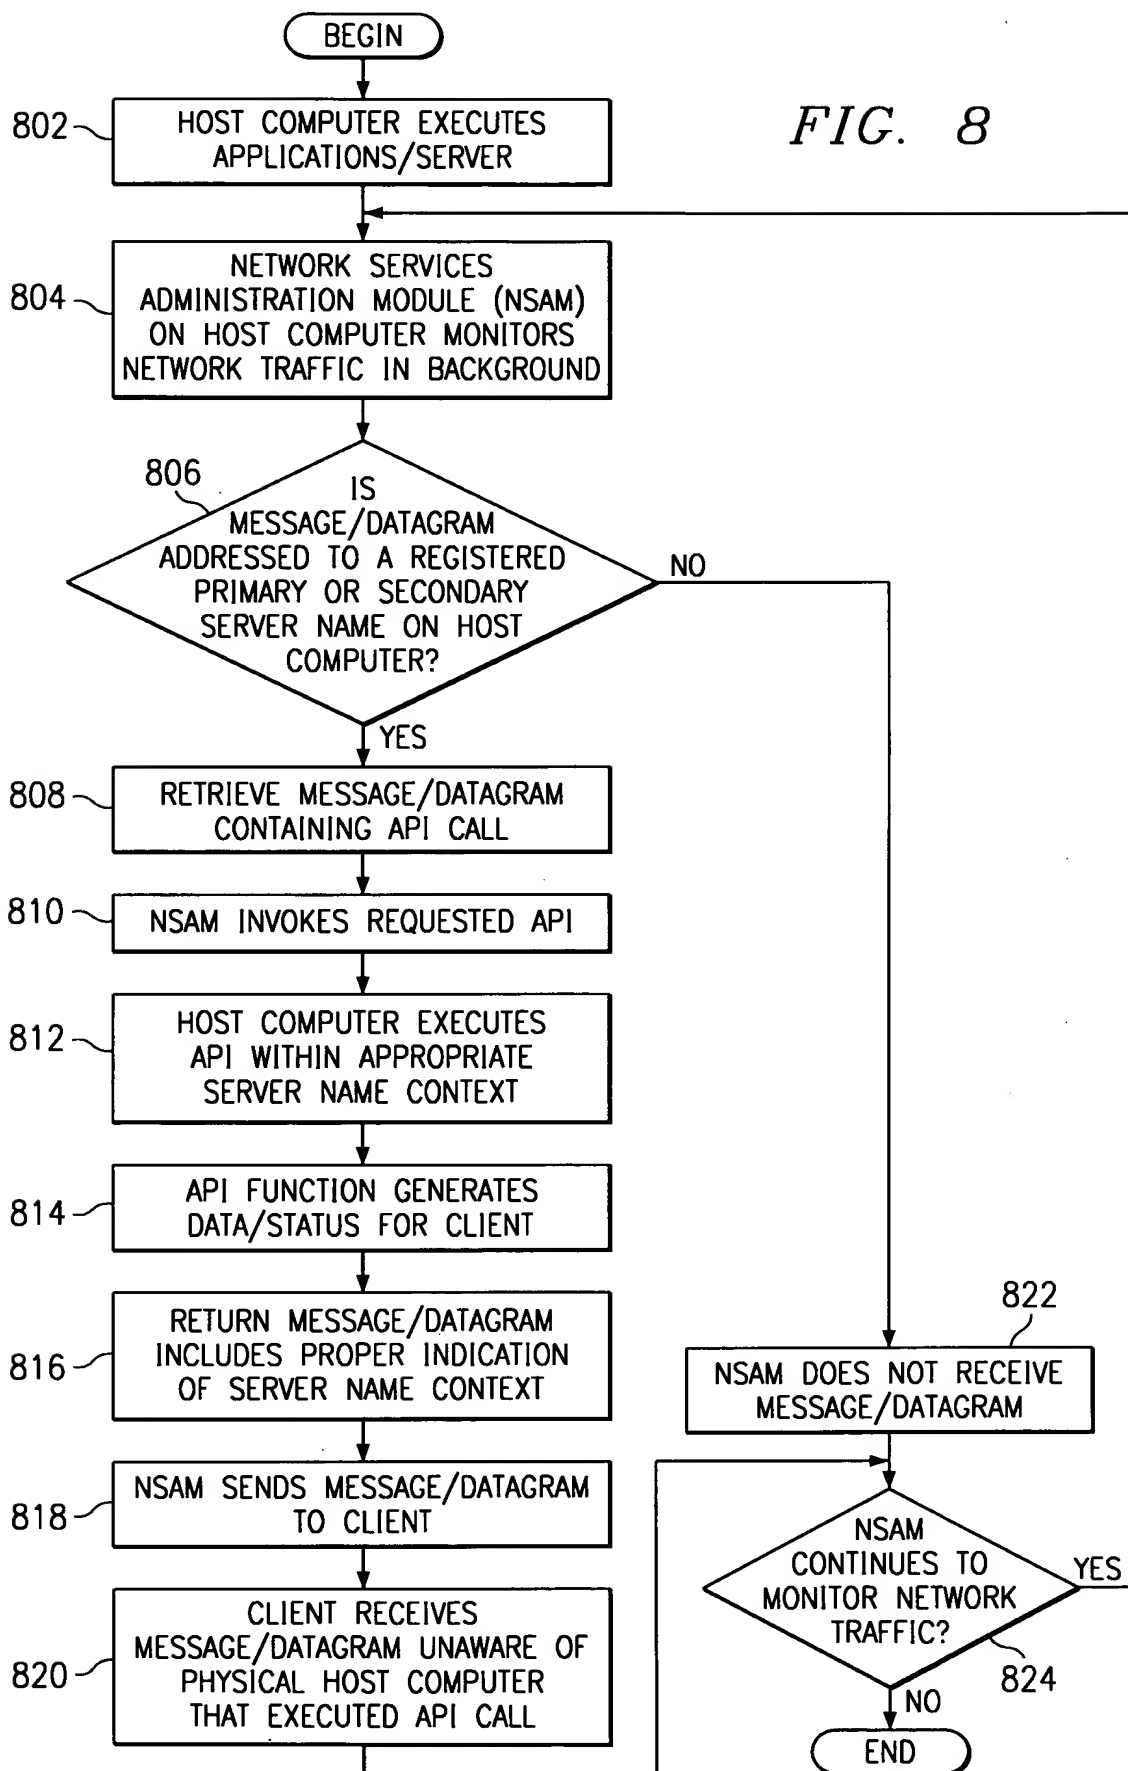 BEGIN
FIG. 8
802
HOST COMPUTER EXECUTES
APPLICATIONS/SERVER
804
NETWORK SERVICES
ADMINISTRATION MODULE (NSAM)
ON HOST COMPUTER MONITORS
NETWORK TRAFFIC IN BACKGROUND
806
IS
MESSAGE/DATAGRAM
ADDRESSED TO A REGISTERED
PRIMARY OR SECONDARY
SERVER NAME ON HOST
COMPUTER?
NO
YES
808
RETRIEVE MESSAGE/DATAGRAM
CONTAINING API CALL
810
NSAM INVOKES REQUESTED API
812
HOST COMPUTER EXECUTES
API WITHIN APPROPRIATE
SERVER NAME CONTEXT
814
API FUNCTION GENERATES
DATA/STATUS FOR CLIENT
816
RETURN MESSAGE/DATAGRAM
INCLUDES PROPER INDICATION
OF SERVER NAME CONTEXT
818
NSAM SENDS MESSAGE/DATAGRAM
TO CLIENT
820
CLIENT RECEIVES
MESSAGE/DATAGRAM UNAWARE OF
PHYSICAL HOST COMPUTER
THAT EXECUTED API CALL
822
NSAM DOES NOT RECEIVE
MESSAGE/DATAGRAM
NSAM
CONTINUES TO
MONITOR NETWORK
TRAFFIC?
YES
824
NO
END